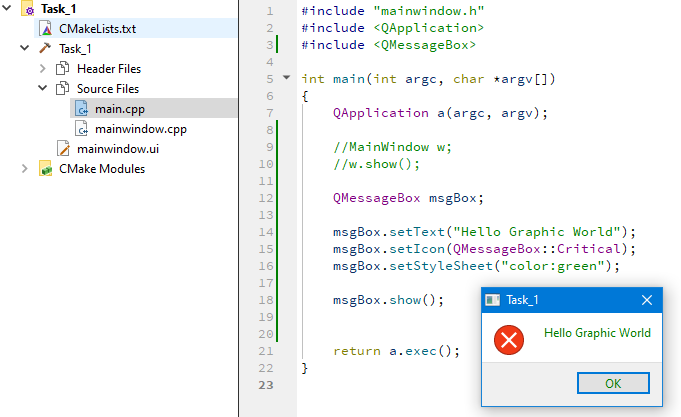 Task_1
CMakeLists.txt
Task_1
Header Files
Source Files
main.cpp
mainwindow.cpp
mainwindow.ui
CMake Modules
1 #include "mainwindow.h"
2 #include <QApplication>
3 #include <QMessageBox>
4
5 int main(int argc, char *argv[])
6 {
7     QApplication a(argc, argv);
8
9     //MainWindow w;
10     //w.show();
11
12     QMessageBox msgBox;
13
14     msgBox.setText("Hello Graphic World");
15     msgBox.setIcon(QMessageBox::Critical);
16     msgBox.setStyleSheet("color:green");
17
18     msgBox.show();
19
20
21     return a.exec();
22 }
23
Task_1
Hello Graphic World
OK